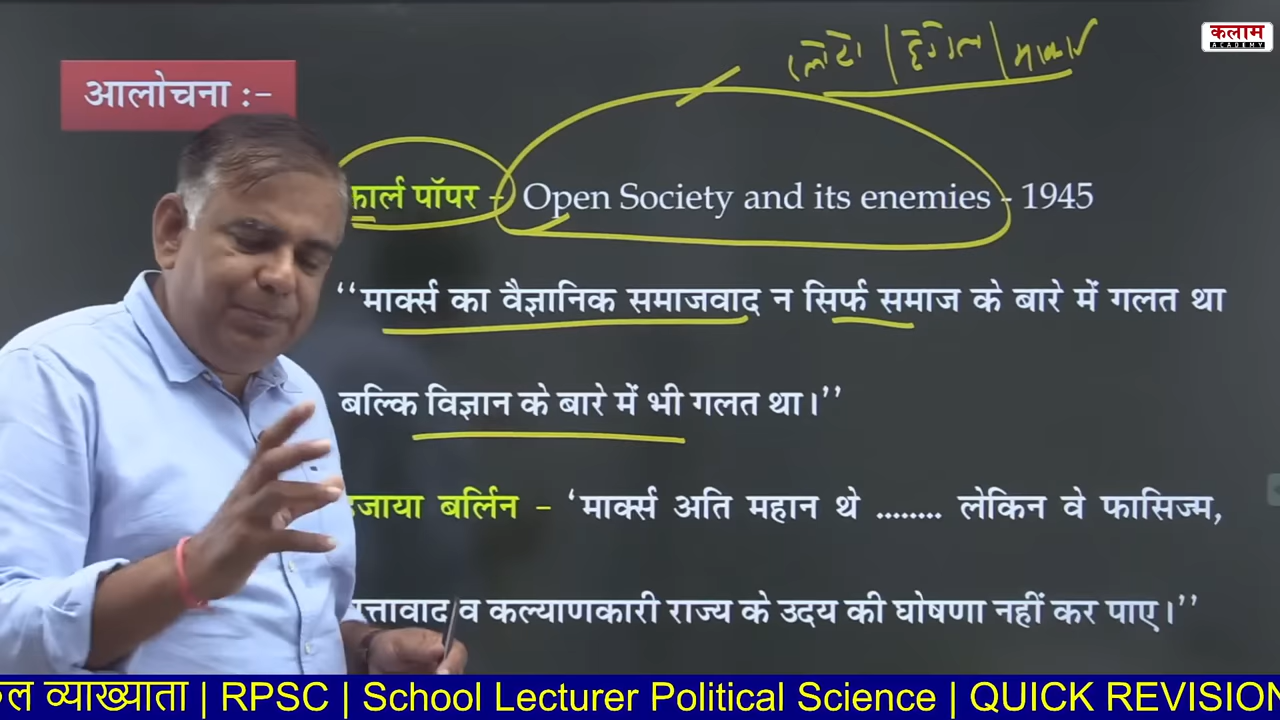 कलाम
ACADEMY
प्लेटो | हेगेल | मार्क्स
आलोचना :-
कार्ल पॉपर - Open Society and its enemies - 1945
‘‘मार्क्स का वैज्ञानिक समाजवाद न सिर्फ समाज के बारे में गलत था
बल्कि विज्ञान के बारे में भी गलत था।’’
बर्लिन - ‘मार्क्स अति महान थे ........ लेकिन वे फासिज्म,
व कल्याणकारी राज्य के उदय की घोषणा नहीं कर पाए।’’
व्याख्याता | RPSC | School Lecturer Political Science | QUICK REVISION